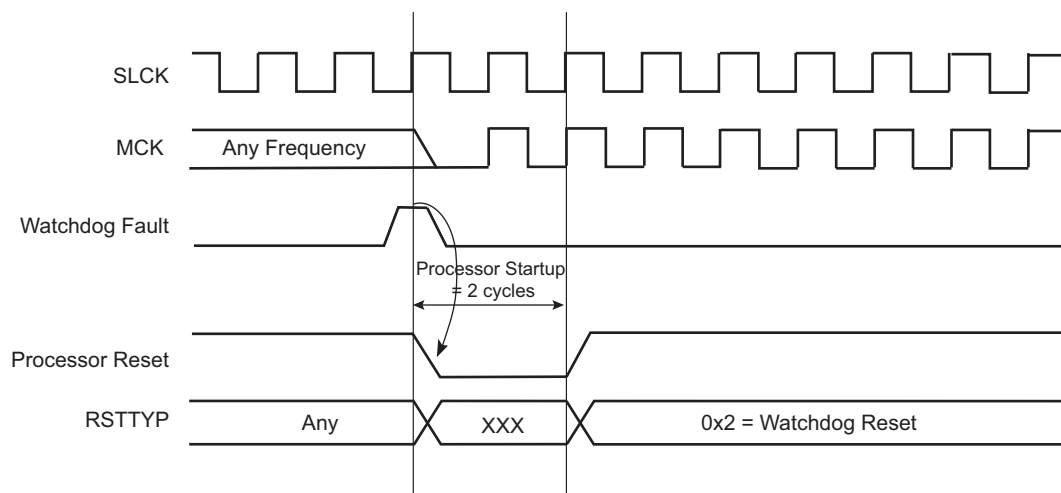 SLCK
MCK
Any Frequency
Watchdog Fault
Processor Startup
= 2 cycles
Processor Reset
RSTTYP
Any
XXX
0x2 = Watchdog Reset